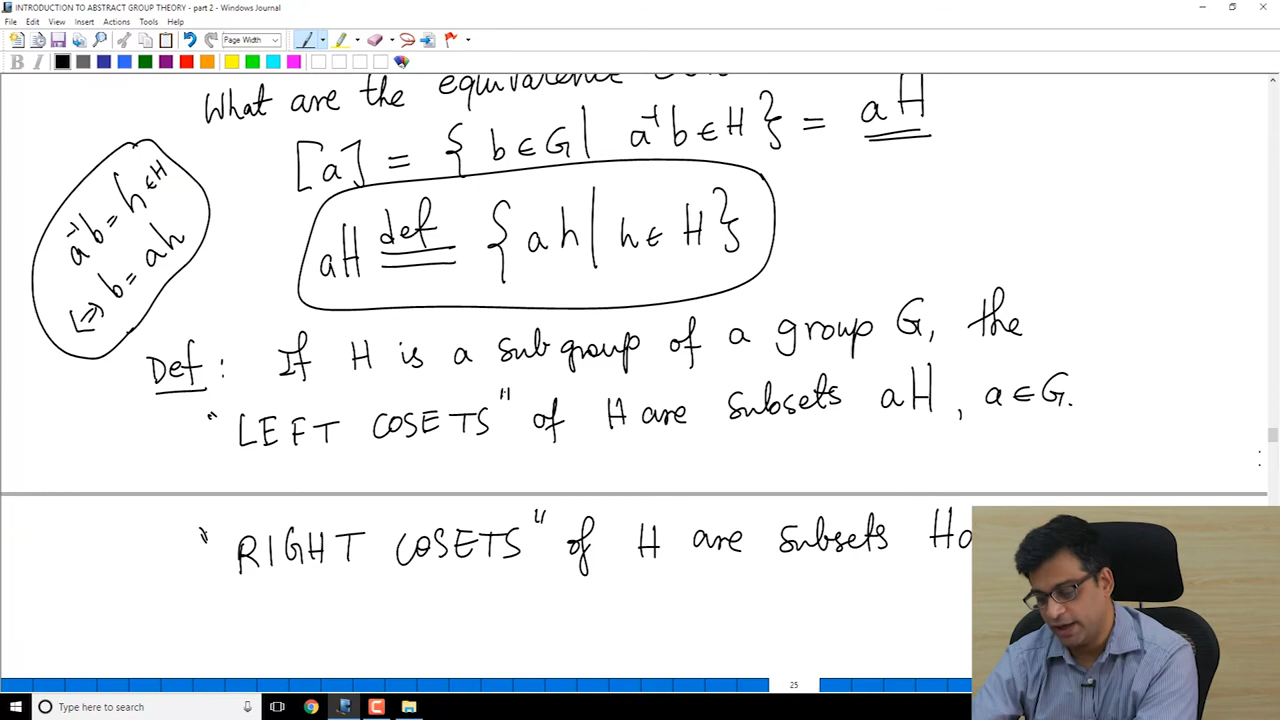 INTRODUCTION TO ABSTRACT GROUP THEORY - part 2 - Windows Journal
File Edit View Insert Actions Tools Help
Page Width
B I
What are the equivalence
[a] = { b ∈ G | a⁻¹b ∈ H } = aH
aH def = { ah | h ∈ H }
a⁻¹b = h ∈ H
⟺ b = ah
Def : If H is a subgroup of a group G, the
"LEFT COSETS" of H are subsets aH, a ∈ G.
"RIGHT COSETS" of H are subsets Ha
25
Type here to search